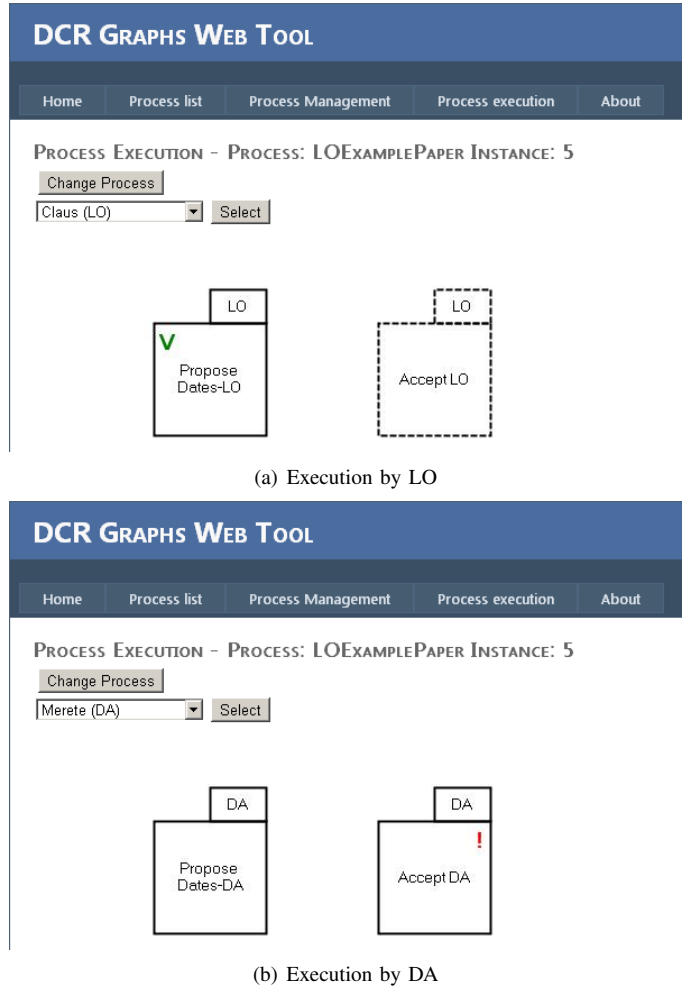 DCR Graphs Web Tool
Home Process list Process Management Process execution About
Process Execution - Process: LOExamplePaper Instance: 5
Change Process
Claus (LO) Select
LO LO
V
Propose
Dates-LO
Accept LO
(a) Execution by LO
DCR Graphs Web Tool
Home Process list Process Management Process execution About
Process Execution - Process: LOExamplePaper Instance: 5
Change Process
Merete (DA) Select
DA DA
!
Propose
Dates-DA
Accept DA
(b) Execution by DA